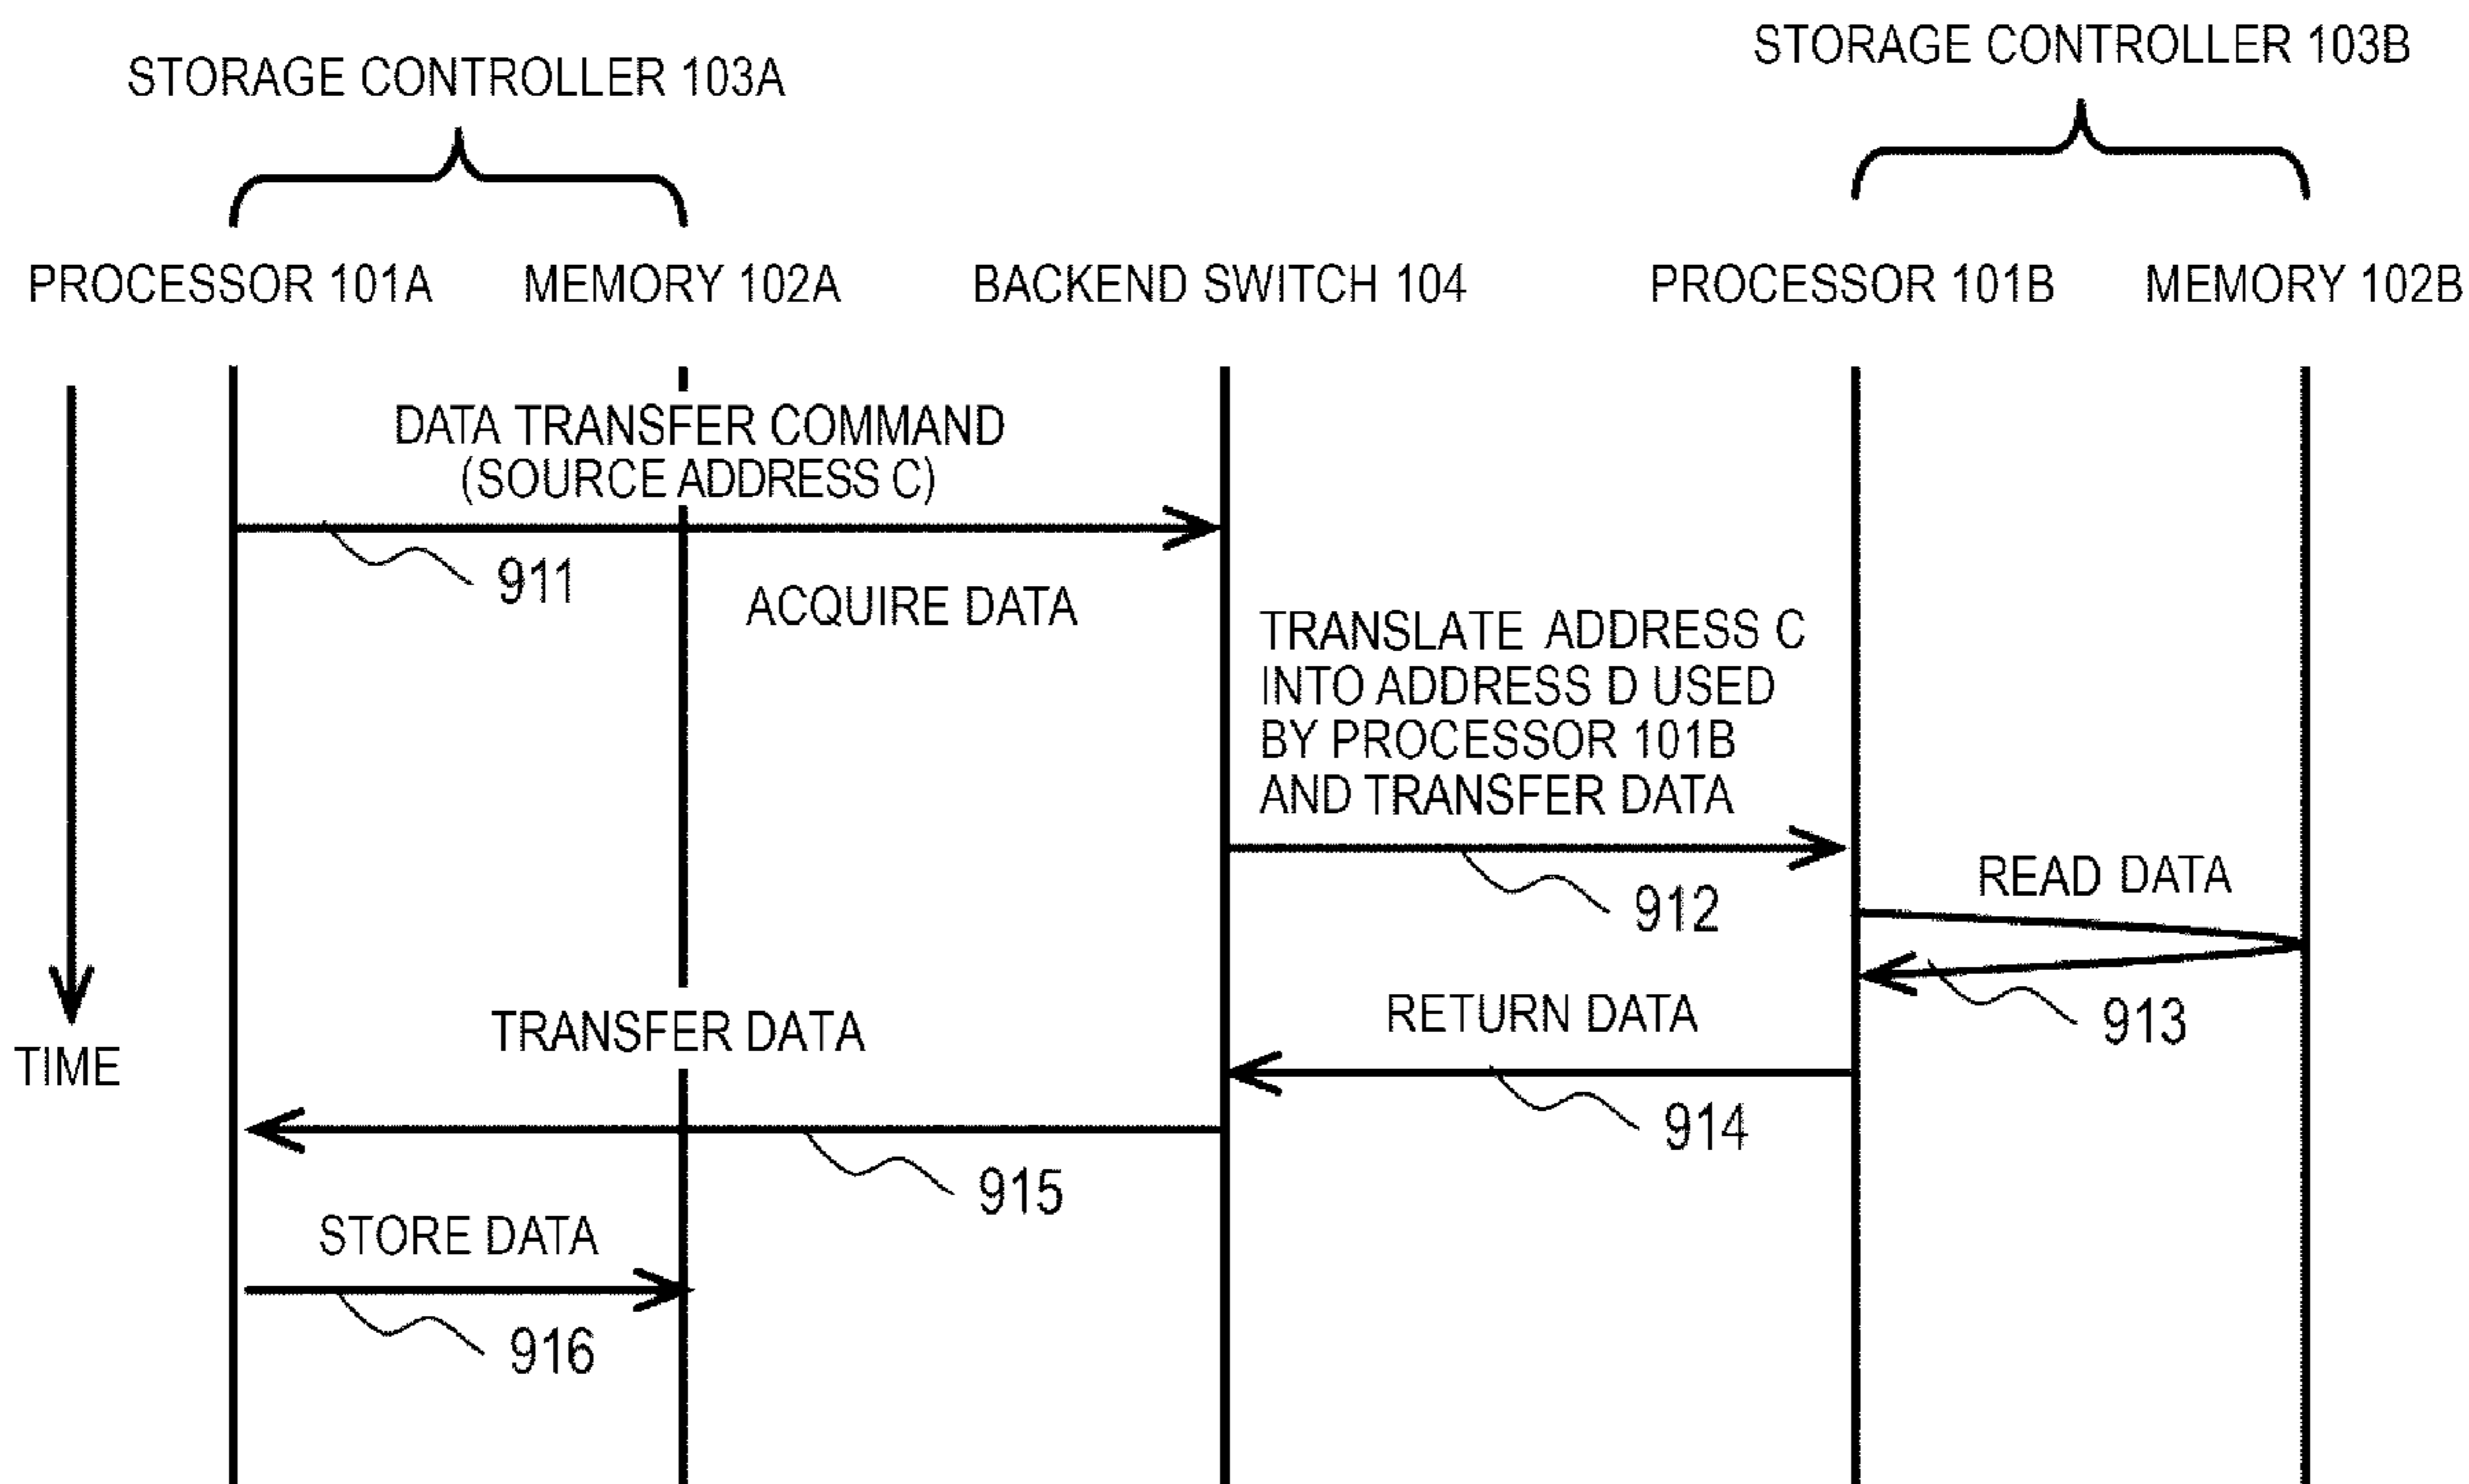 STORAGE CONTROLLER 103A
STORAGE CONTROLLER 103B
PROCESSOR 101A
MEMORY 102A
BACKEND SWITCH 104
PROCESSOR 101B
MEMORY 102B
DATA TRANSFER COMMAND
(SOURCE ADDRESS C)
911
ACQUIRE DATA
TRANSLATE ADDRESS C
INTO ADDRESS D USED
BY PROCESSOR 101B
AND TRANSFER DATA
912
READ DATA
913
RETURN DATA
914
TIME
TRANSFER DATA
915
STORE DATA
916